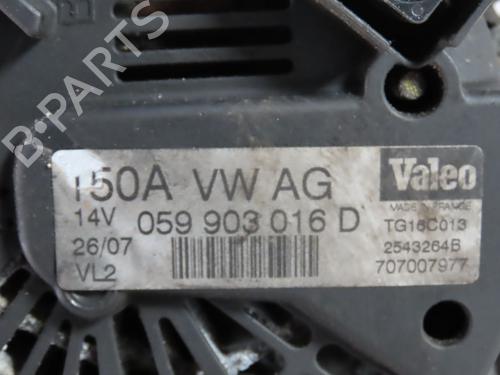 150A VW AG
Valeo
14V 059 903 016 D
MADE IN FRANCE
TG16C013
26/07
2543264B
VL2
707007977
B-PARTS